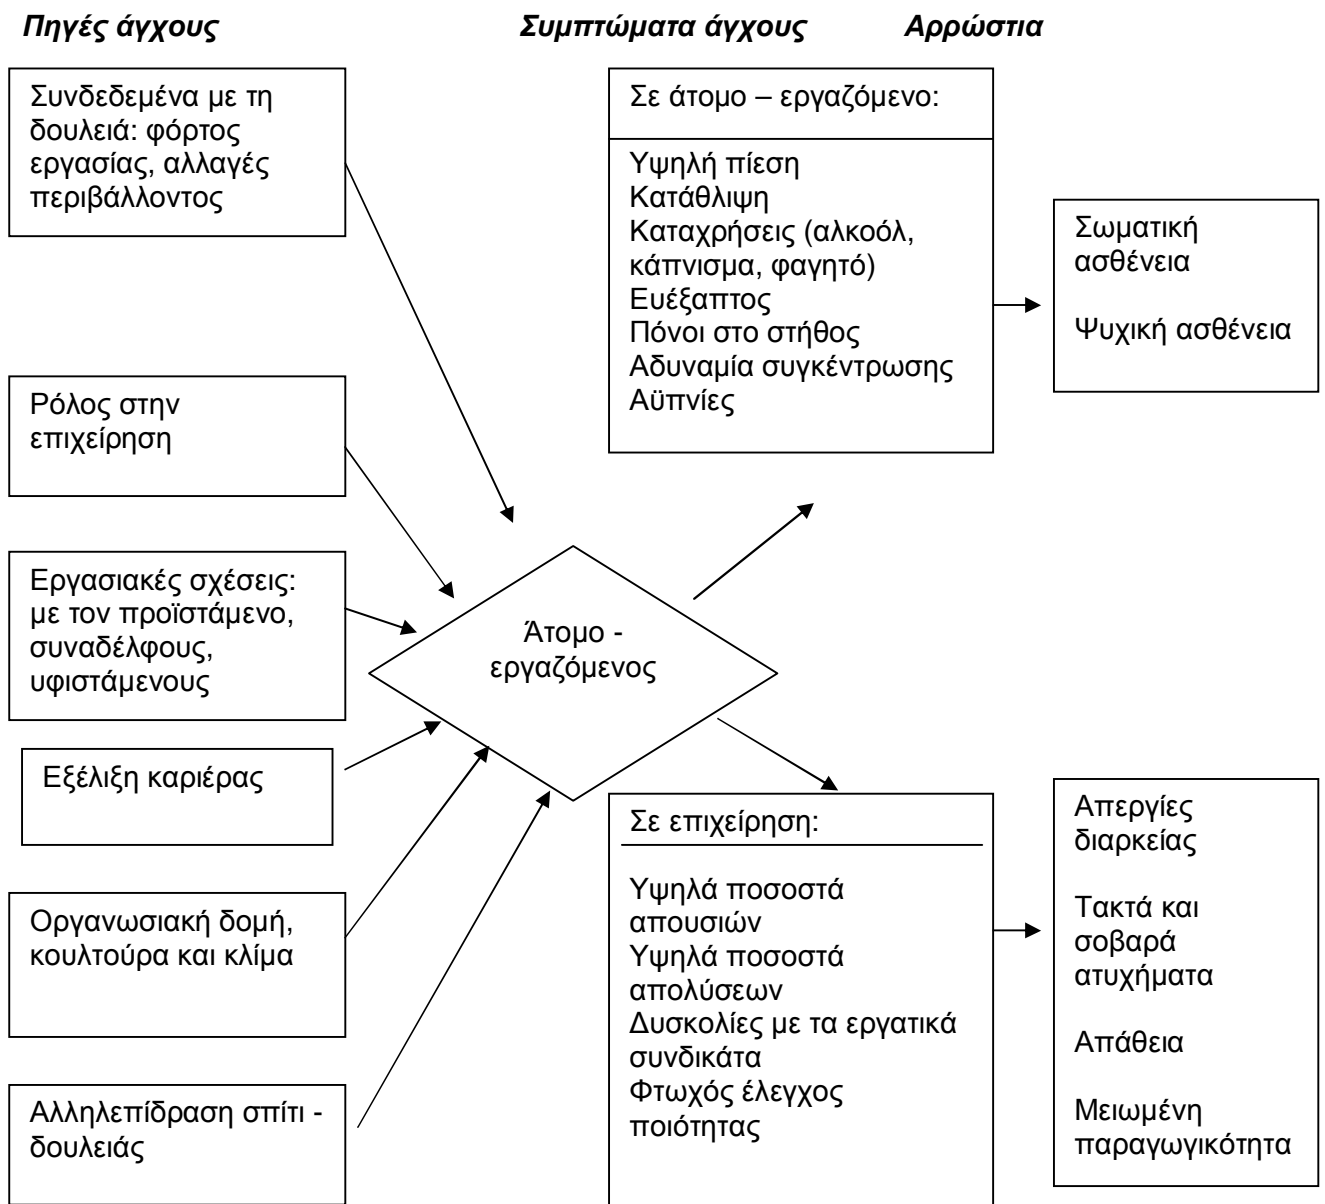 Πηγές άγχους
Συμπτώματα άγχους
Αρρώστια
Συνδεδεμένα με τη
δουλειά: φόρτος
εργασίας, αλλαγές
περιβάλλοντος
Ρόλος στην
επιχείρηση
Εργασιακές σχέσεις:
με τον προϊστάμενο,
συναδέλφους,
υφιστάμενους
Εξέλιξη καριέρας
Οργανωσιακή δομή,
κουλτούρα και κλίμα
Αλληλεπίδραση σπίτι -
δουλειάς
Άτομο -
εργαζόμενος
Σε άτομο – εργαζόμενο:
Υψηλή πίεση
Κατάθλιψη
Καταχρήσεις (αλκοόλ,
κάπνισμα, φαγητό)
Ευέξαπτος
Πόνοι στο στήθος
Αδυναμία συγκέντρωσης
Αϋπνίες
Σωματική
ασθένεια
Ψυχική ασθένεια
Σε επιχείρηση:
Υψηλά ποσοστά
απουσιών
Υψηλά ποσοστά
απολύσεων
Δυσκολίες με τα εργατικά
συνδικάτα
Φτωχός έλεγχος
ποιότητας
Απεργίες
διαρκείας
Τακτά και
σοβαρά
ατυχήματα
Απάθεια
Μειωμένη
παραγωγικότητα